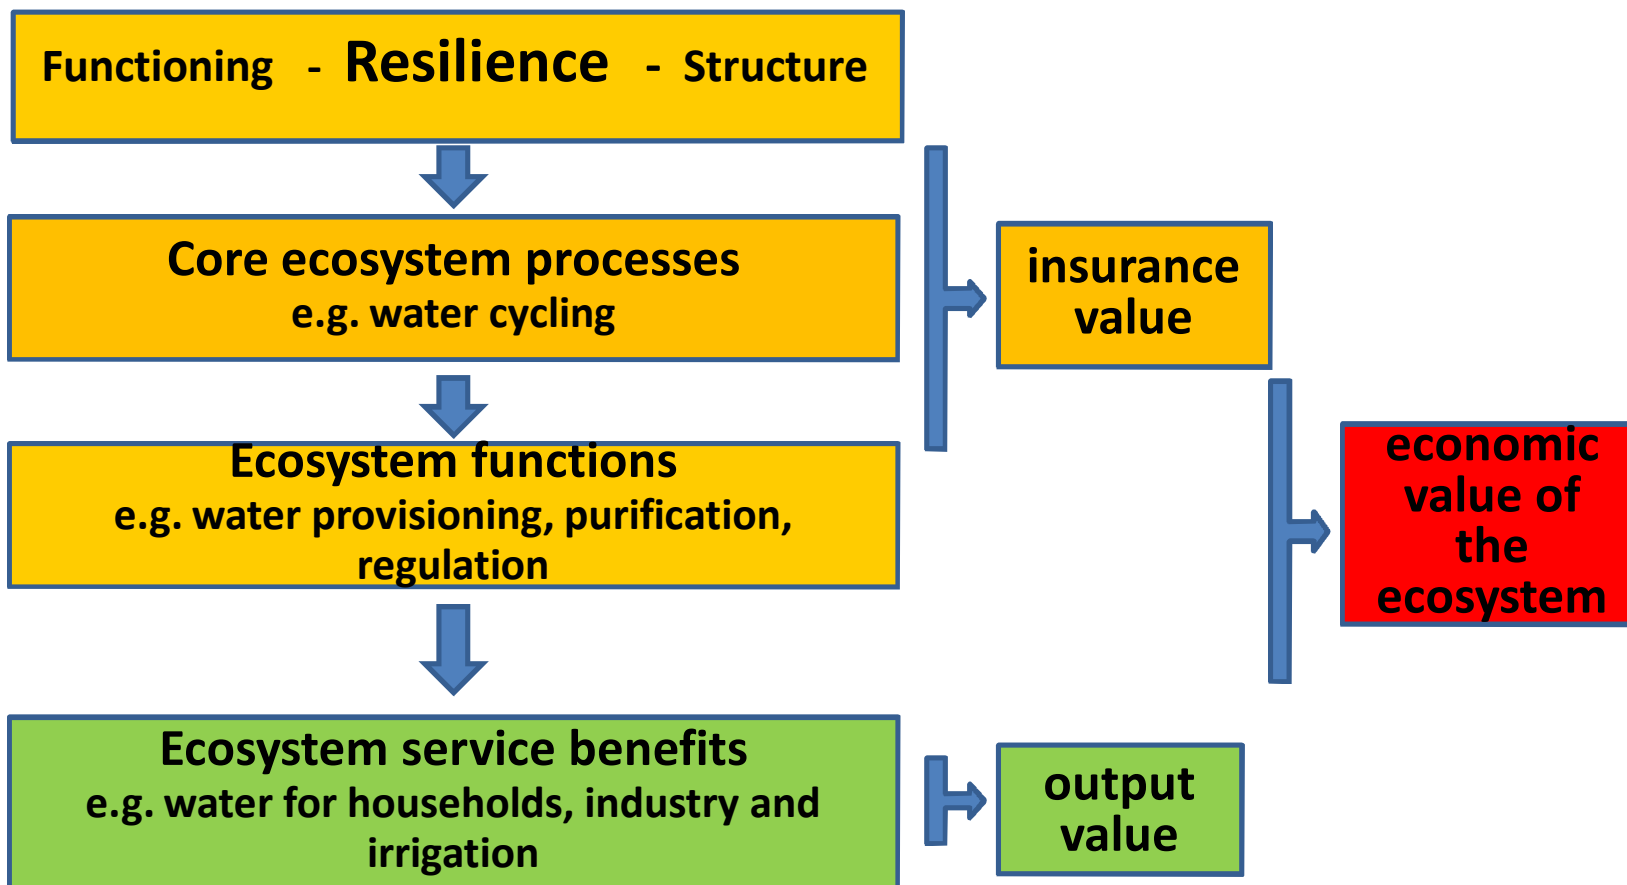 Functioning - Resilience - Structure
Core ecosystem processes
e.g. water cycling
insurance
value
Ecosystem functions
e.g. water provisioning, purification,
regulation
economic
value of
the
ecosystem
Ecosystem service benefits
e.g. water for households, industry and
irrigation
output
value